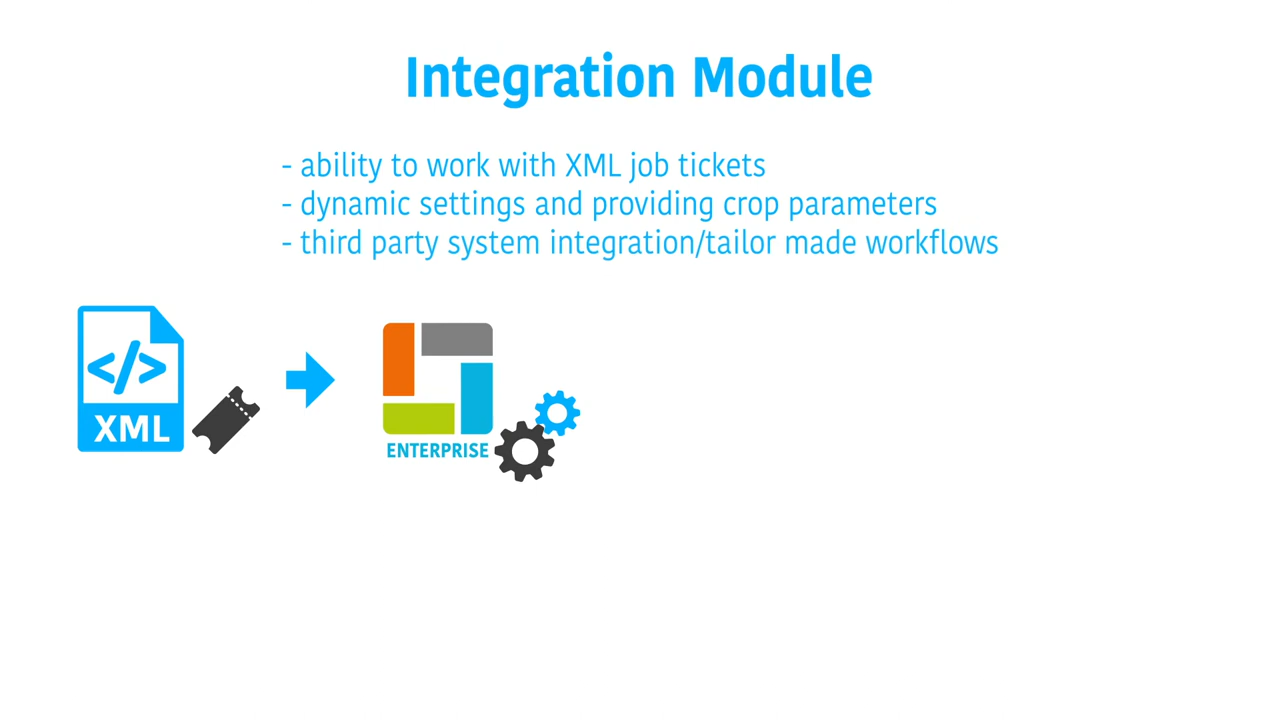 Integration Module
- ability to work with XML job tickets
- dynamic settings and providing crop parameters
- third party system integration/tailor made workflows
</>
XML
ENTERPRISE